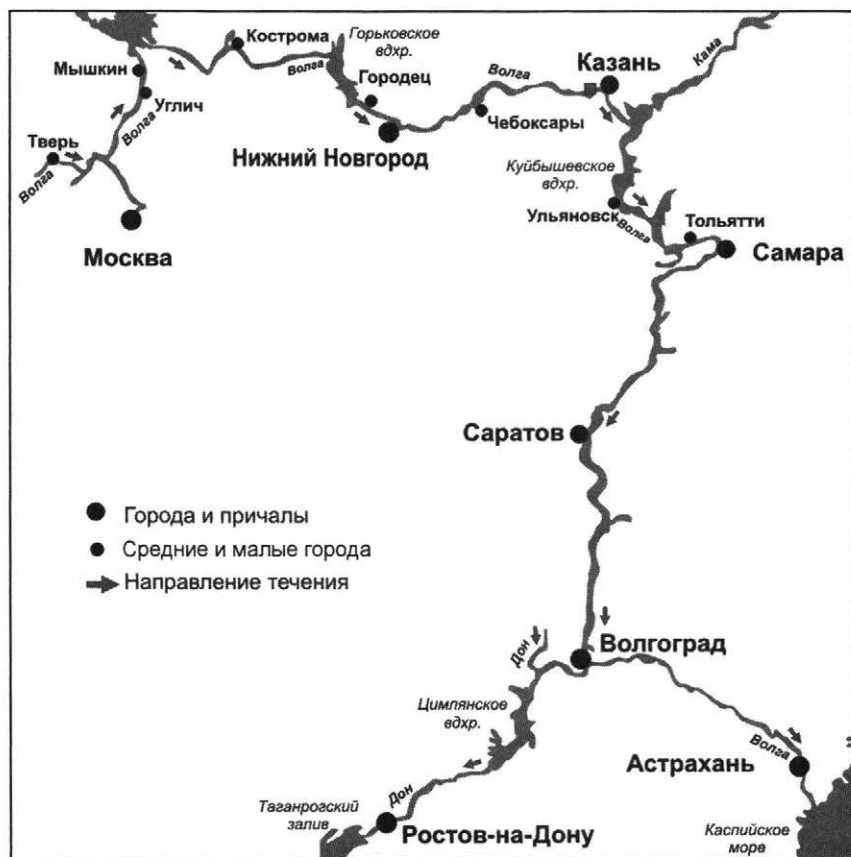 Кострома
Горьковское
вдхр.
Мышкин
Волга
Городец
Волга
Казань
Кама
Углич
Чебоксары
Тверь
Волга
Волга
Нижний Новгород
Куйбышевское
вдхр.
Ульяновск
Волга
Тольятти
Москва
Самара
Саратов
Города и причалы
Средние и малые города
Направление течения
Дон
Волгоград
Цимлянское
вдхр.
Волга
Астрахань
Дон
Таганрогский
залив
Ростов-на-Дону
Каспийское
море